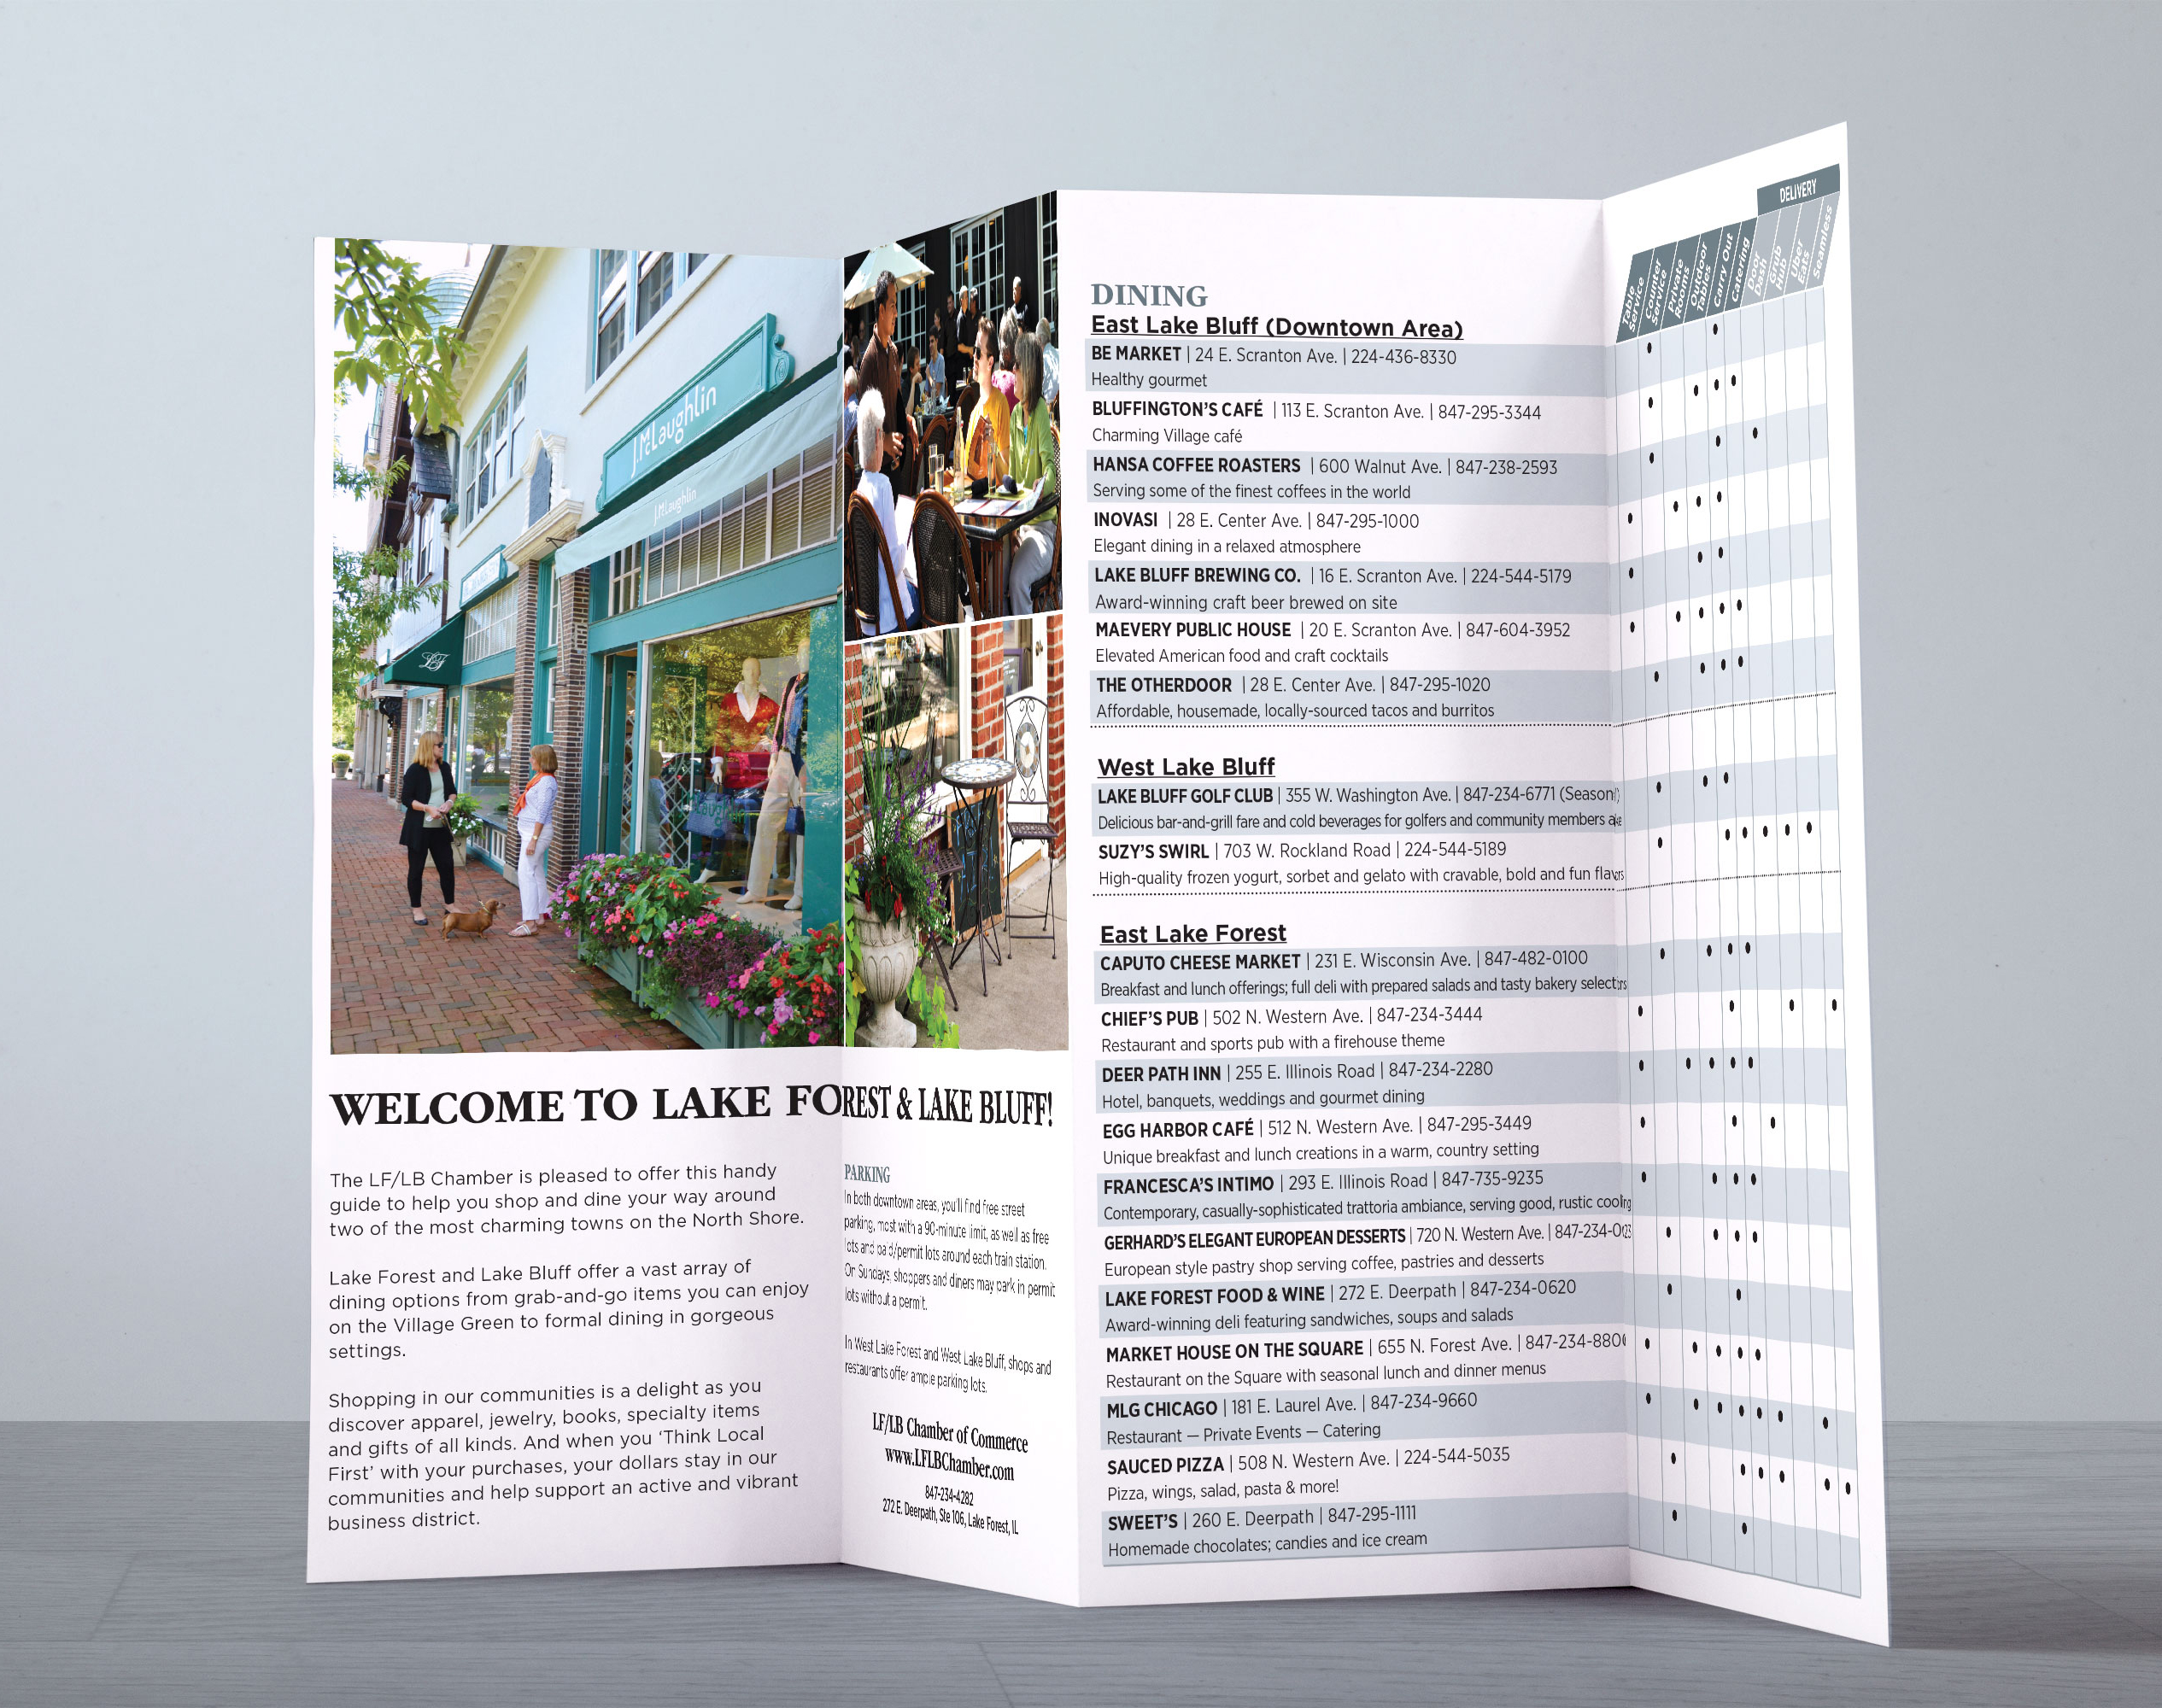 J.McLaughlin
J.McLaughlin
LF
WELCOME TO LAKE FOREST & LAKE BLUFF!
The LF/LB Chamber is pleased to offer this handy
guide to help you shop and dine your way around
two of the most charming towns on the North Shore.
Lake Forest and Lake Bluff offer a vast array of
dining options from grab-and-go items you can enjoy
on the Village Green to formal dining in gorgeous
settings.
Shopping in our communities is a delight as you
discover apparel, jewelry, books, specialty items
and gifts of all kinds. And when you ‘Think Local
First’ with your purchases, your dollars stay in our
communities and help support an active and vibrant
business district.
PARKING
In both downtown areas, you'll find free street
parking, most with a 90-minute limit, as well as free
lots and paid/permit lots around each train station.
On Sundays, shoppers and diners may park in permit
lots without a permit.
In West Lake Forest and West Lake Bluff, shops and
restaurants offer ample parking lots.
LF/LB Chamber of Commerce
www.LFLBChamber.com
847-234-4282
272 E. Deerpath, Ste 106, Lake Forest, IL
DINING
East Lake Bluff (Downtown Area)
BE MARKET | 24 E. Scranton Ave. | 224-436-8330
Healthy gourmet
BLUFFINGTON’S CAFÉ | 113 E. Scranton Ave. | 847-295-3344
Charming Village café
HANSA COFFEE ROASTERS | 600 Walnut Ave. | 847-238-2593
Serving some of the finest coffees in the world
INOVASI | 28 E. Center Ave. | 847-295-1000
Elegant dining in a relaxed atmosphere
LAKE BLUFF BREWING CO. | 16 E. Scranton Ave. | 224-544-5179
Award-winning craft beer brewed on site
MAEVERY PUBLIC HOUSE | 20 E. Scranton Ave. | 847-604-3952
Elevated American food and craft cocktails
THE OTHERDOOR | 28 E. Center Ave. | 847-295-1020
Affordable, housemade, locally-sourced tacos and burritos
West Lake Bluff
LAKE BLUFF GOLF CLUB | 355 W. Washington Ave. | 847-234-6771 (Season
Delicious bar-and-grill fare and cold beverages for golfers and community members
SUZY’S SWIRL | 703 W. Rockland Road | 224-544-5189
High-quality frozen yogurt, sorbet and gelato with cravable, bold and fun
East Lake Forest
CAPUTO CHEESE MARKET | 231 E. Wisconsin Ave. | 847-482-0100
Breakfast and lunch offerings; full deli with prepared salads and tasty bakery
CHIEF’S PUB | 502 N. Western Ave. | 847-234-3444
Restaurant and sports pub with a firehouse theme
DEER PATH INN | 255 E. Illinois Road | 847-234-2280
Hotel, banquets, weddings and gourmet dining
EGG HARBOR CAFÉ | 512 N. Western Ave. | 847-295-3449
Unique breakfast and lunch creations in a warm, country setting
FRANCESCA’S INTIMO | 293 E. Illinois Road | 847-735-9235
Contemporary, casually-sophisticated trattoria ambiance, serving good, rustic
GERHARD’S ELEGANT EUROPEAN DESSERTS | 720 N. Western Ave. |
European style pastry shop serving coffee, pastries and desserts
LAKE FOREST FOOD & WINE | 272 E. Deerpath | 847-234-0620
Award-winning deli featuring sandwiches, soups and salads
MARKET HOUSE ON THE SQUARE | 655 N. Forest Ave. | 847-234-8800
Restaurant on the Square with seasonal lunch and dinner menus
MLG CHICAGO | 181 E. Laurel Ave. | 847-234-9660
Restaurant — Private Events — Catering
SAUCED PIZZA | 508 N. Western Ave. | 224-544-5035
Pizza, wings, salad, pasta & more!
SWEET’S | 260 E. Deerpath | 847-295-1111
Homemade chocolates; candies and ice cream
DELIVERY
Table
Service
Counter
Service
Private
Rooms
Outdoor
Tables
Carry Out
Catering
Door
Dash
Grub
Hub
Uber
Eats
Seamless